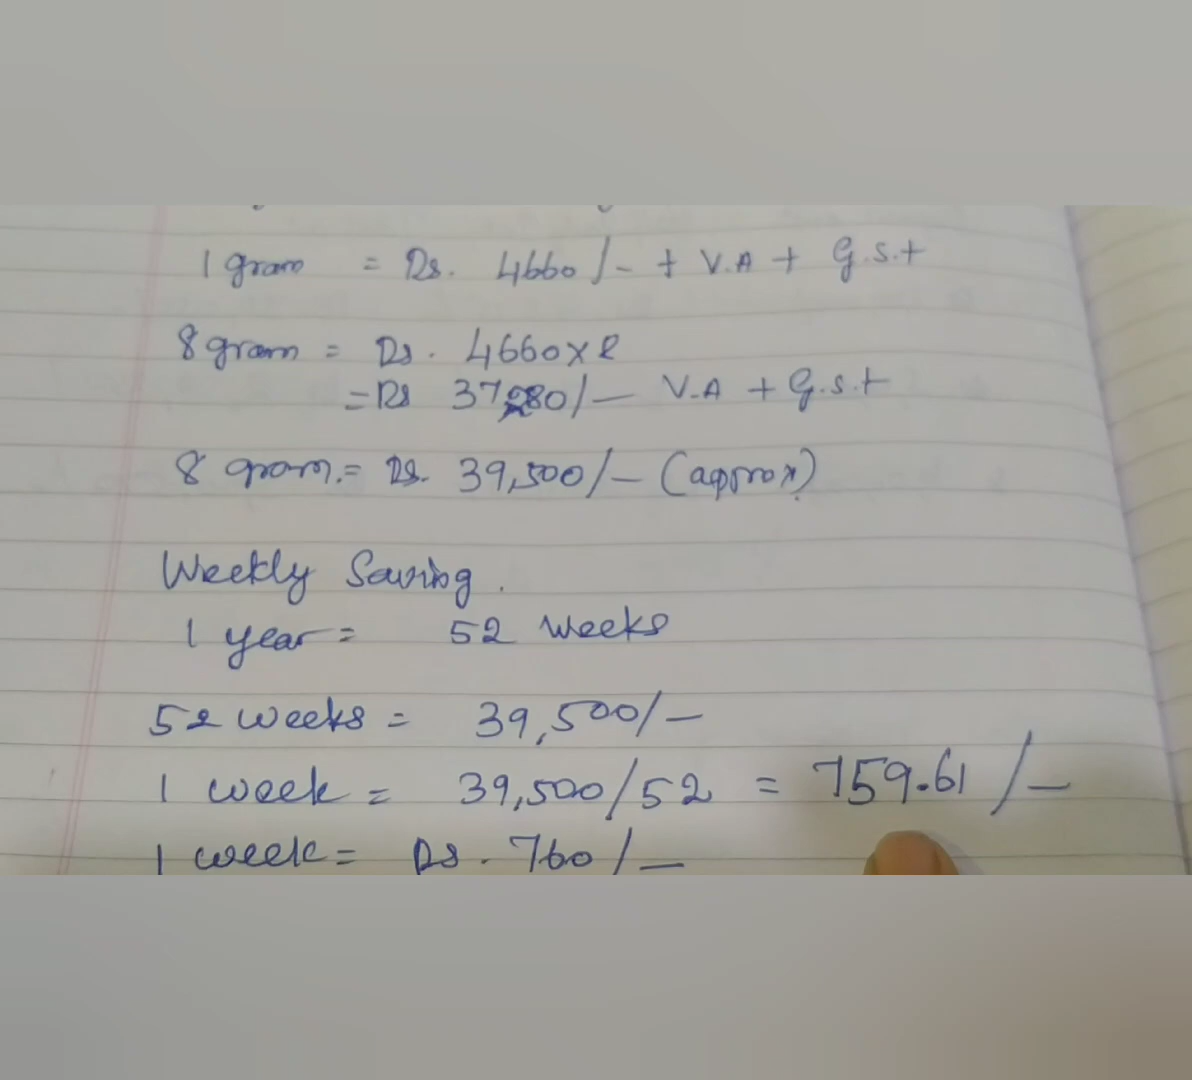 1 gram = Rs. 4660/- + V.A + G.S.t
8 gram = Rs. 4660x8
= Rs 37280/- V.A + G.S.t
8 gram. = Rs. 39,500/- (approx)
Weekly Saving.
1 year = 52 weeks
52 weeks = 39,500/-
1 week = 39,500/52 = 759.61/-
1 week = Rs. 760/-